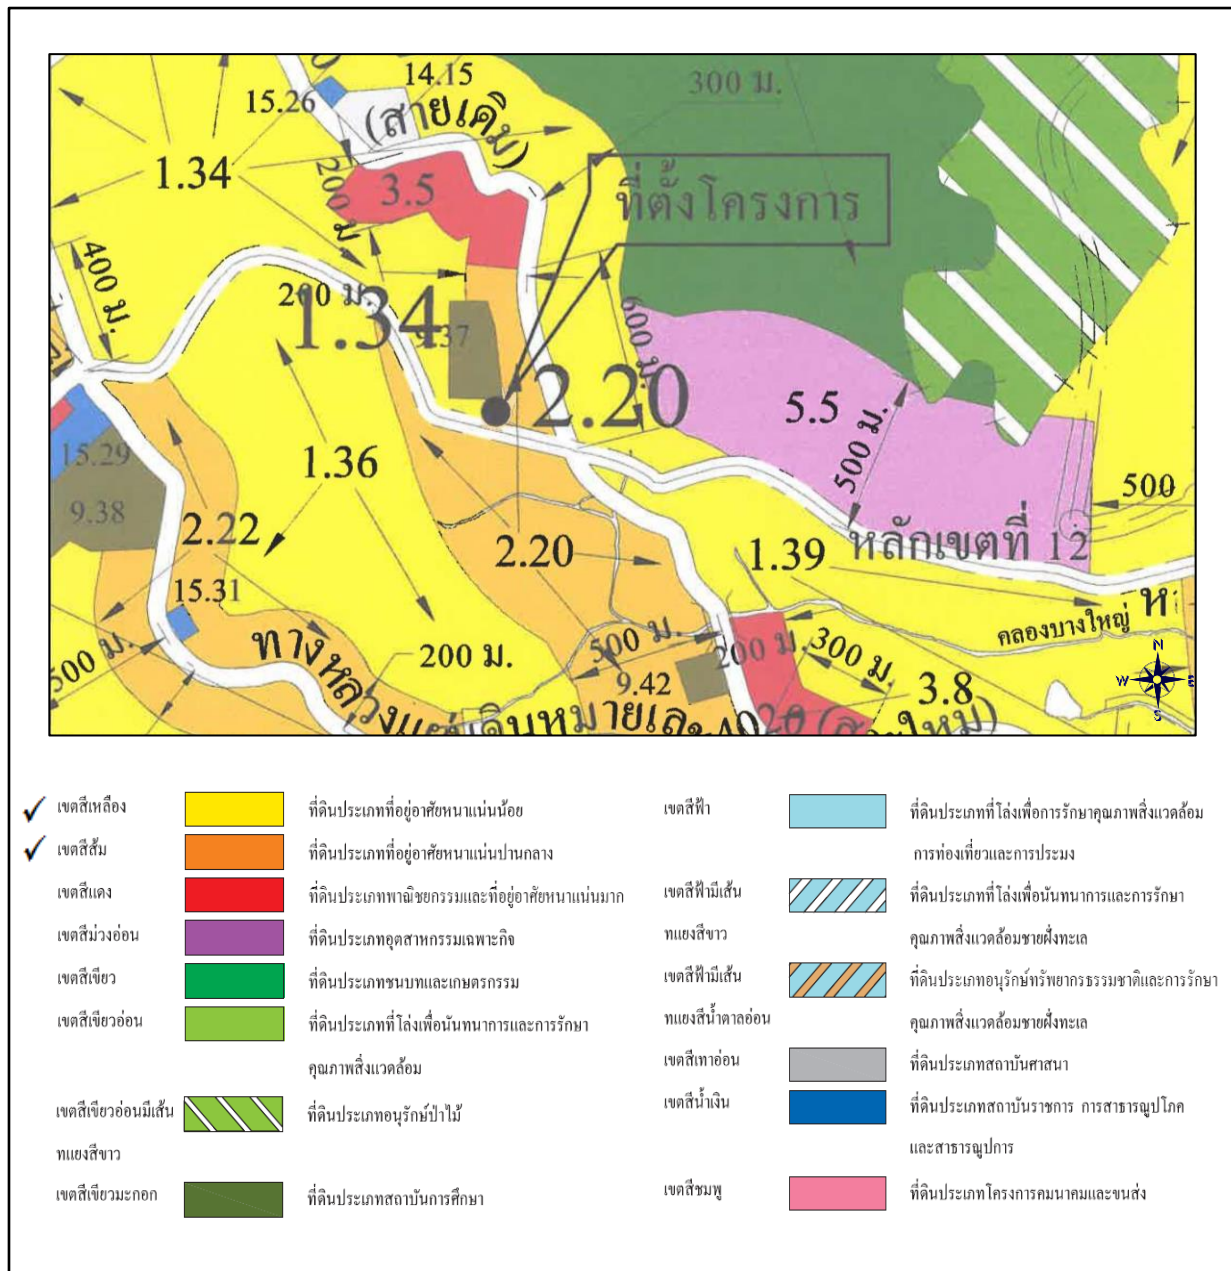 14.15
300 ม.
15.26
(สายเดิม)
1.34
200 ม
3.5
ที่ตั้งโครงการ
400 ม.
200 ม.
1.34
9.37
600 ม.
2.20
5.5
500 ม.
1.36
15.29
9.38
500
2.22
2.20
1.39
หลักเขตที่ 12
15.31
ห
คลองบางใหญ่
500 ม.
200 ม.
500 ม.
200 ม.
300 ม.
9.42
3.8
ทางหลวงแผ่นดินหมายเลข 4020 (สายใหม่)
N
W E
S
เขตสีเหลือง ที่ดินประเภทที่อยู่อาศัยหนาแน่นน้อย
เขตสีส้ม ที่ดินประเภทที่อยู่อาศัยหนาแน่นปานกลาง
เขตสีแดง ที่ดินประเภทพาณิชยกรรมและที่อยู่อาศัยหนาแน่นมาก
เขตสีม่วงอ่อน ที่ดินประเภทอุตสาหกรรมเฉพาะกิจ
เขตสีเขียว ที่ดินประเภทชนบทและเกษตรกรรม
เขตสีเขียวอ่อน ที่ดินประเภทที่โล่งเพื่อนันทนาการและการรักษา
คุณภาพสิ่งแวดล้อม
เขตสีเขียวอ่อนมีเส้น ที่ดินประเภทอนุรักษ์ป่าไม้
ทแยงสีขาว
เขตสีเขียวมะกอก ที่ดินประเภทสถาบันการศึกษา
เขตสีฟ้า ที่ดินประเภทที่โล่งเพื่อการรักษาคุณภาพสิ่งแวดล้อม
การท่องเที่ยวและการประมง
เขตสีฟ้ามีเส้น ที่ดินประเภทที่โล่งเพื่อนันทนาการและการรักษา
ทแยงสีขาว คุณภาพสิ่งแวดล้อมชายฝั่งทะเล
เขตสีฟ้ามีเส้น ที่ดินประเภทอนุรักษ์ทรัพยากรธรรมชาติและการรักษา
ทแยงสีน้ำตาลอ่อน คุณภาพสิ่งแวดล้อมชายฝั่งทะเล
เขตสีเทาอ่อน ที่ดินประเภทสถาบันศาสนา
เขตสีน้ำเงิน ที่ดินประเภทสถาบันราชการ การสาธารณูปโภค
และสาธารณูปการ
เขตสีชมพู ที่ดินประเภทโครงการคมนาคมและขนส่ง